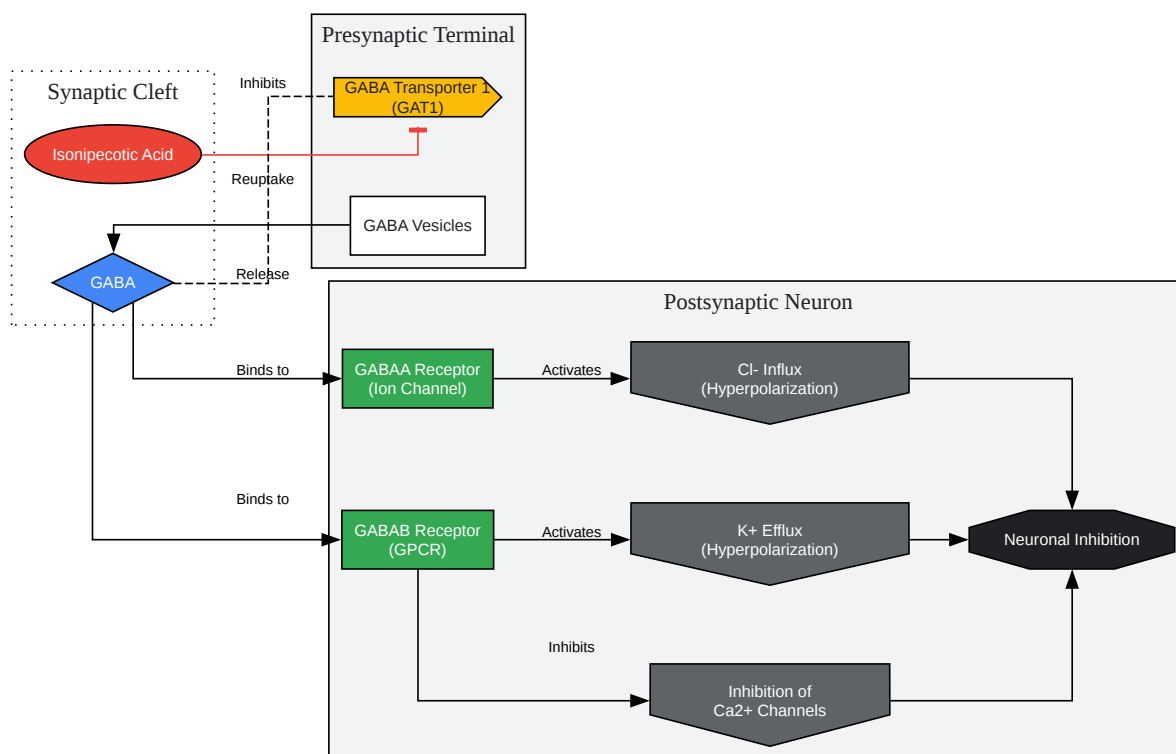 Presynaptic Terminal
Synaptic Cleft
Inhibits
GABA Transporter 1
(GAT1)
Isonipecotic Acid
Reuptake
GABA Vesicles
GABA
Release
Postsynaptic Neuron
Binds to
GABAA Receptor
(Ion Channel)
Activates
Cl- Influx
(Hyperpolarization)
Binds to
GABAB Receptor
(GPCR)
Activates
K+ Efflux
(Hyperpolarization)
Neuronal Inhibition
Inhibits
Inhibition of
Ca2+ Channels